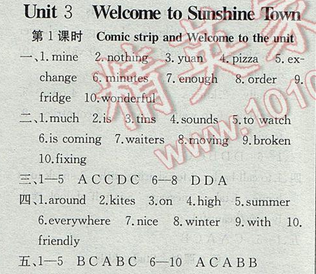 Unit 3 Welcome to Sunshine Town
第1课时 Comic strip and Welcome to the unit
一、1. mine 2. nothing 3. yuan 4. pizza 5. ex-
change 6. minutes 7. enough 8. order 9.
fridge 10. wonderful
二、1. much 2. is 3. tins 4. sounds 5. to watch
6. is coming 7. waiters 8. moving 9. broken
10. fixing
三、1—5 A C C D C 6—8 D D A
四、1. around 2. kites 3. on 4. high 5. summer
6. everywhere 7. nice 8. winter 9. with 10.
friendly
五、1—5 B C A B C 6—10 A C A B B